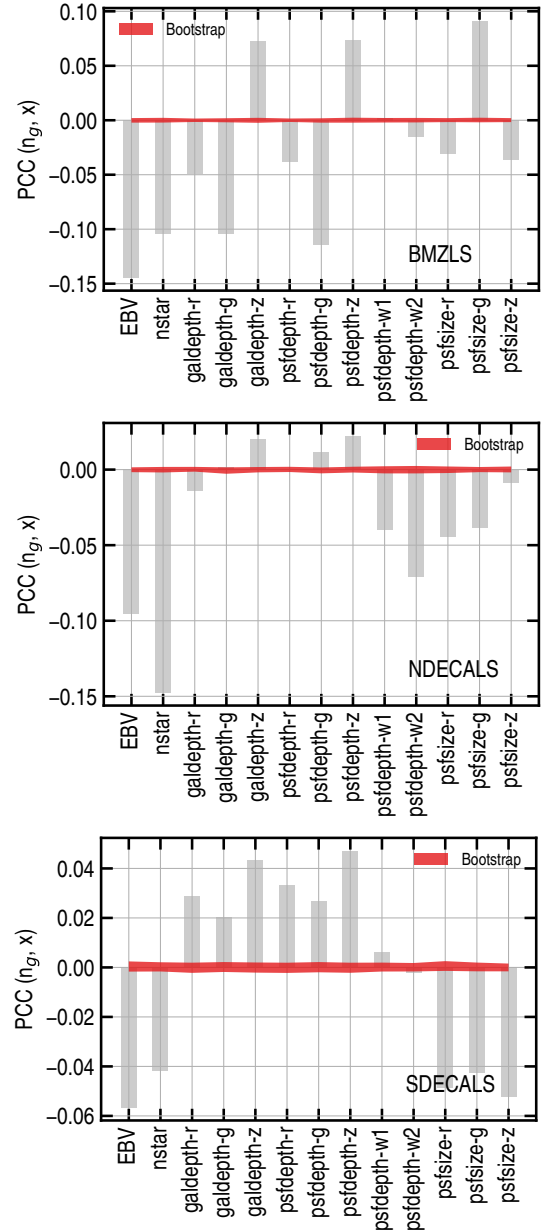 0.10
Bootstrap
0.05
0.00
−0.05
−0.10
−0.15
PCC (n_g, x)
BMZLS
EBV
nstar
galdepth-r
galdepth-g
galdepth-z
psfdepth-r
psfdepth-g
psfdepth-z
psfdepth-w1
psfdepth-w2
psfsize-r
psfsize-g
psfsize-z
Bootstrap
0.00
−0.05
−0.10
−0.15
PCC (n_g, x)
NDECALS
EBV
nstar
galdepth-r
galdepth-g
galdepth-z
psfdepth-r
psfdepth-g
psfdepth-z
psfdepth-w1
psfdepth-w2
psfsize-r
psfsize-g
psfsize-z
Bootstrap
0.04
0.02
0.00
−0.02
−0.04
−0.06
PCC (n_g, x)
SDECALS
EBV
nstar
galdepth-r
galdepth-g
galdepth-z
psfdepth-r
psfdepth-g
psfdepth-z
psfdepth-w1
psfdepth-w2
psfsize-r
psfsize-g
psfsize-z